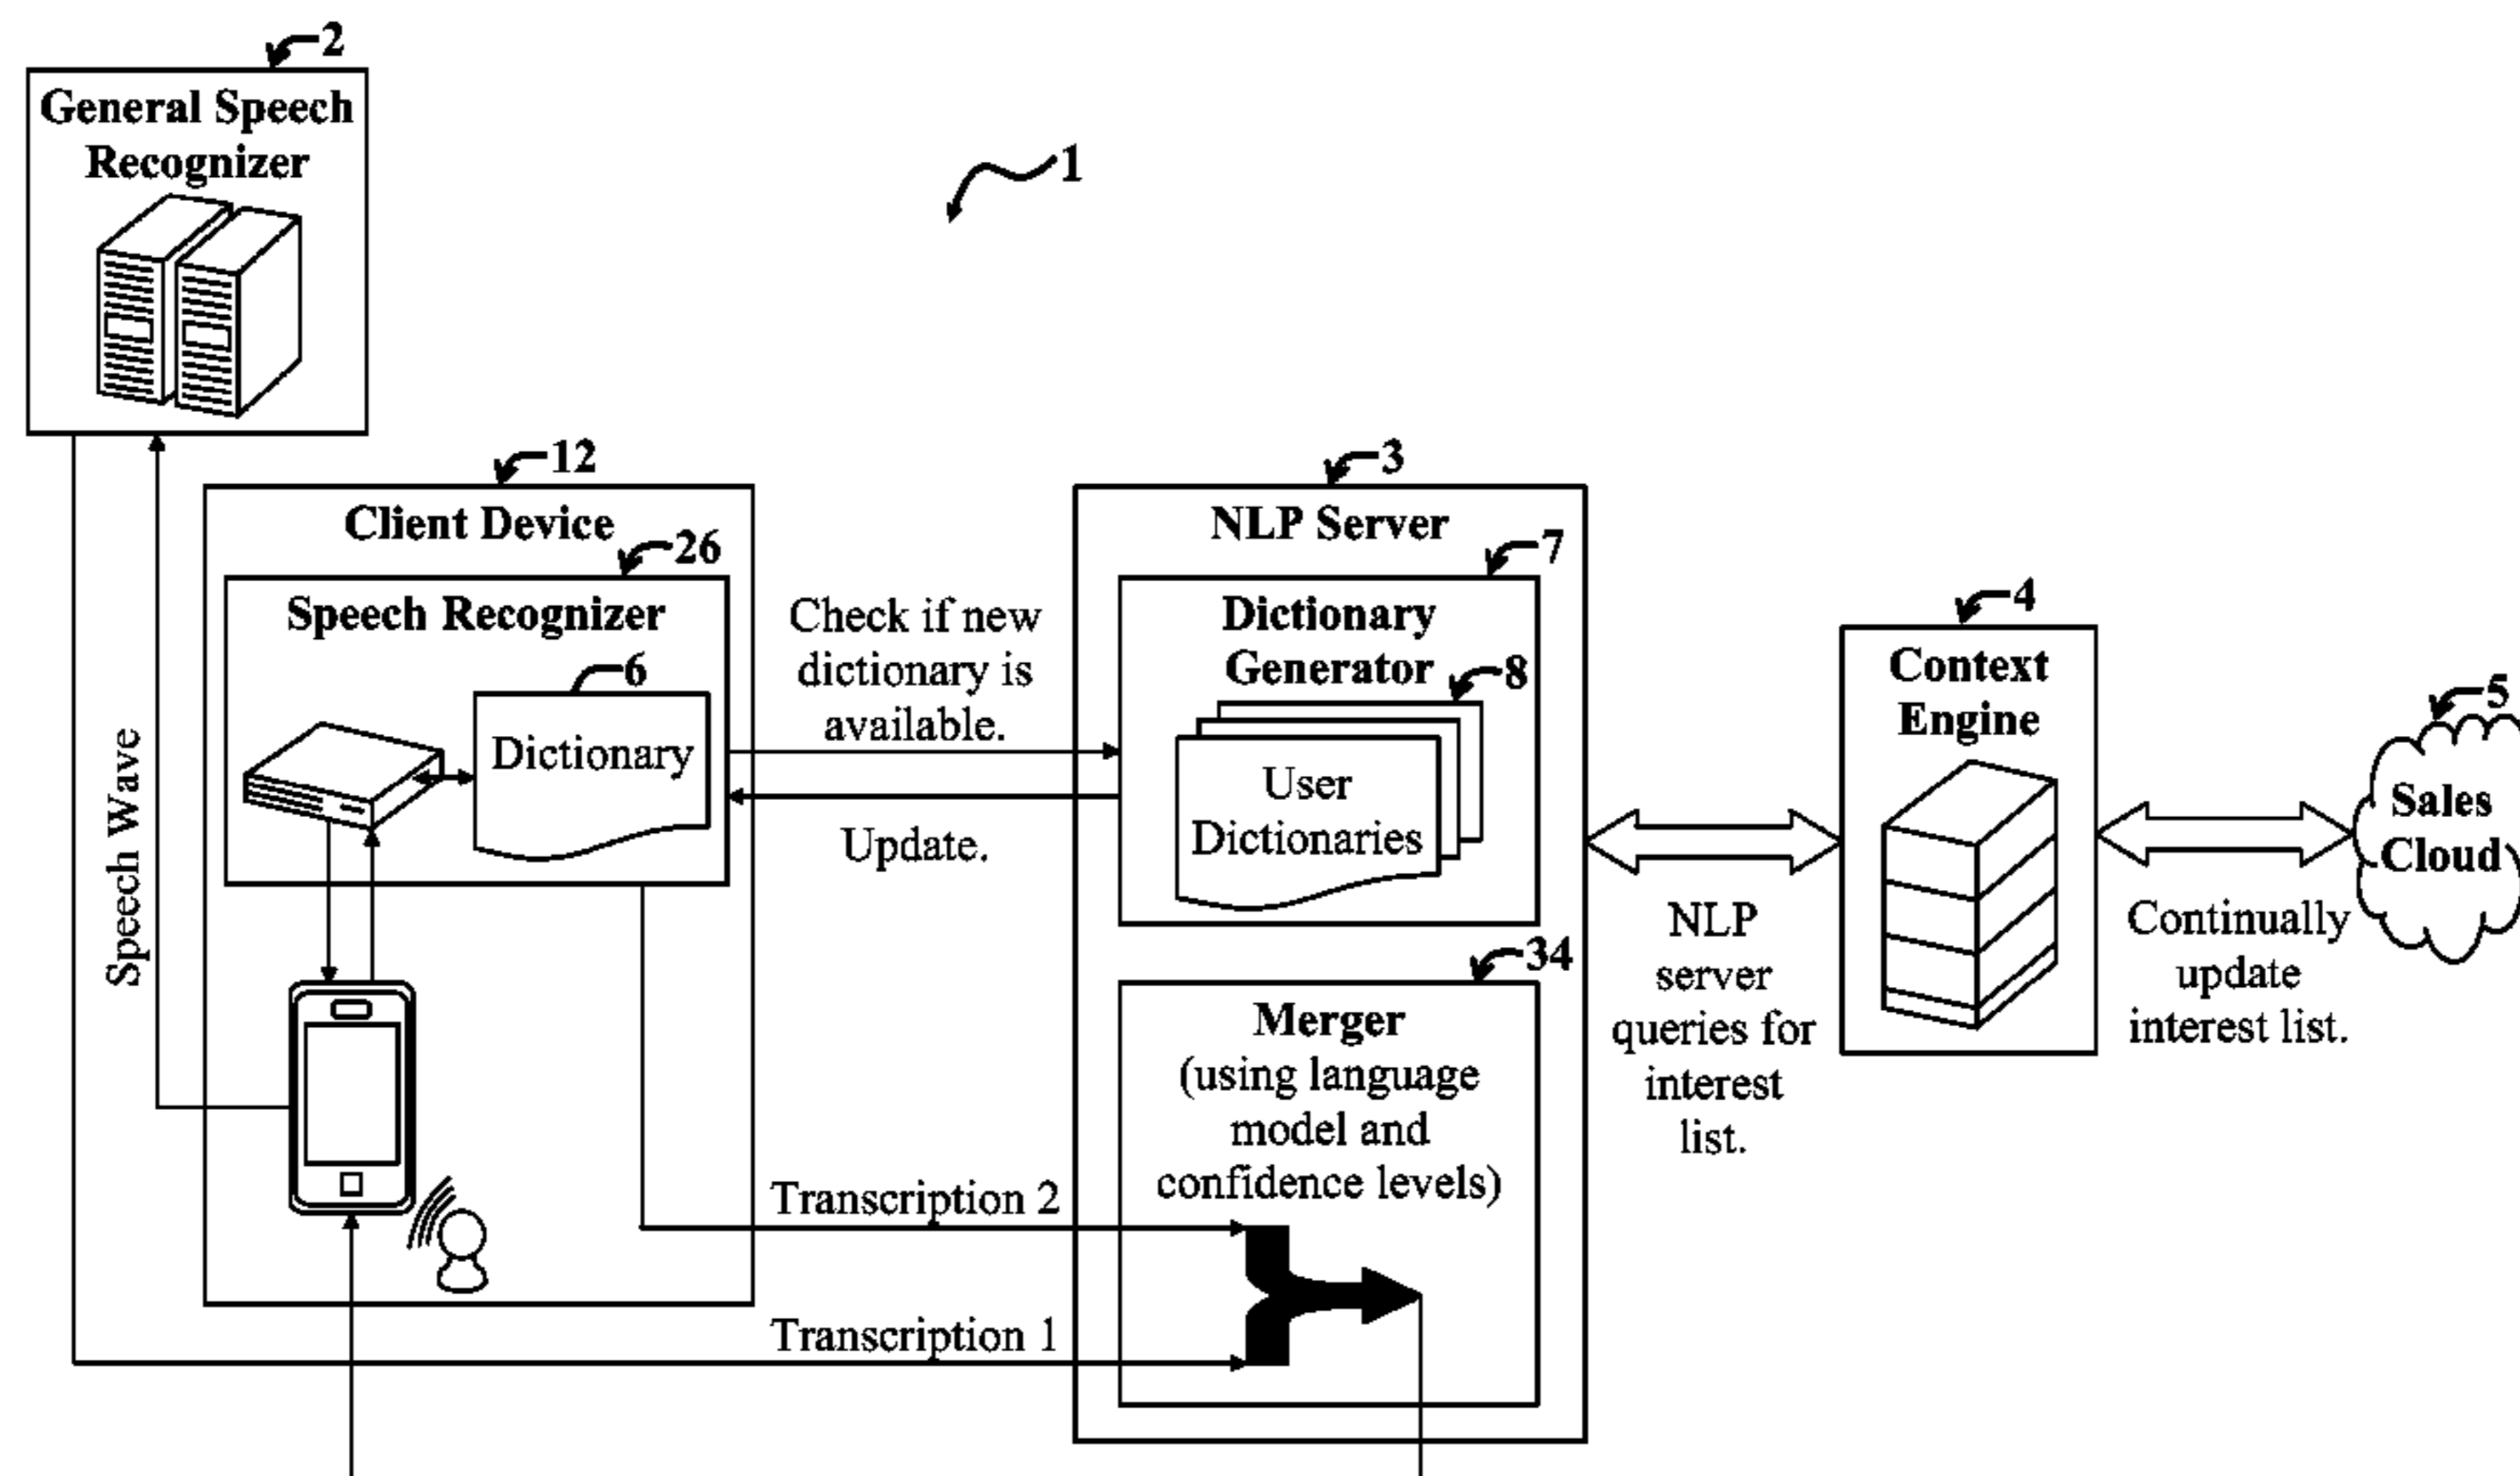 2
General Speech
Recognizer
1
Speech Wave
12
Client Device
26
Speech Recognizer
6
Dictionary
Check if new
dictionary is
available.
Update.
3
NLP Server
7
Dictionary
Generator
8
User
Dictionaries
34
Merger
(using language
model and
confidence levels)
Transcription 2
Transcription 1
NLP
server
queries for
interest
list.
4
Context
Engine
Continually
update
interest list.
5
Sales
Cloud